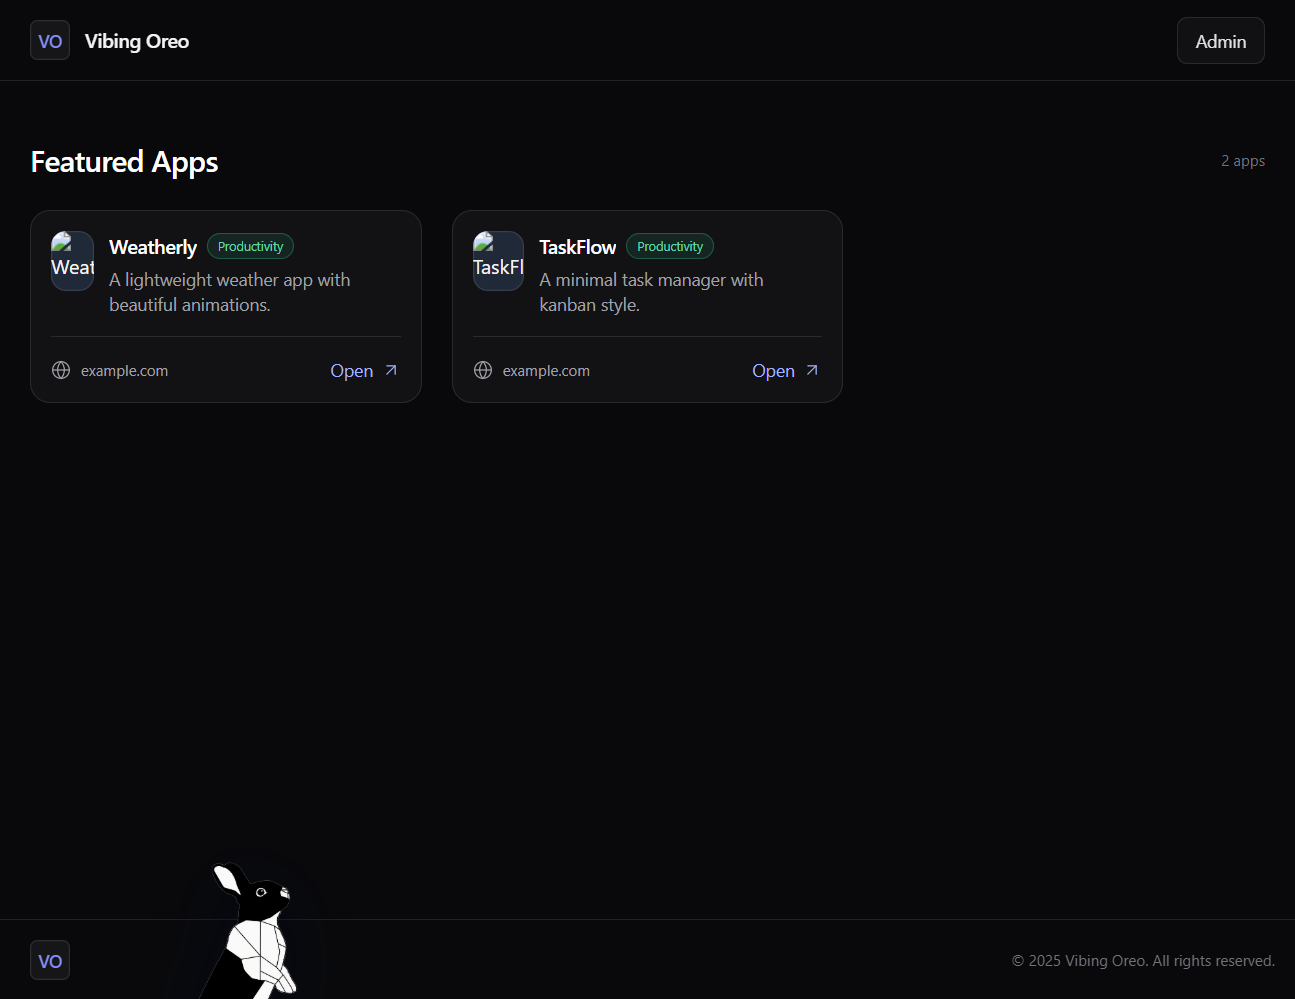 VO Vibing Oreo Admin
Featured Apps 2 apps
Weat
Weatherly Productivity
A lightweight weather app with
beautiful animations.
example.com Open
TaskFl
TaskFlow Productivity
A minimal task manager with
kanban style.
example.com Open
VO © 2025 Vibing Oreo. All rights reserved.